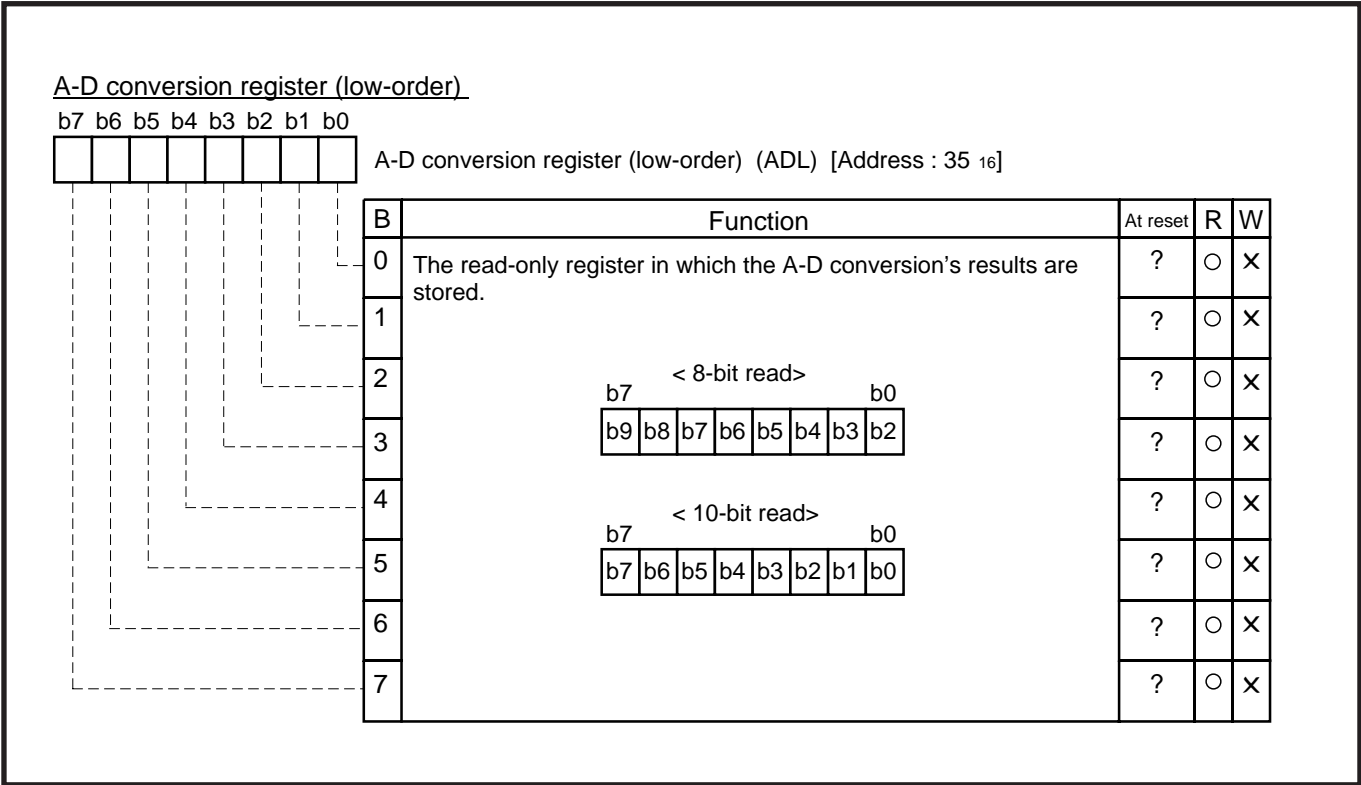 A-D conversion register (low-order)
b7 b6 b5 b4 b3 b2 b1 b0
A-D conversion register (low-order) (ADL) [Address : 35 16]
B Function At reset R W
0 The read-only register in which the A-D conversion's results are ? ○ ×
stored.
1 ? ○ ×
< 8-bit read>
2 ? ○ ×
b7 b0
b9 b8 b7 b6 b5 b4 b3 b2
3 ? ○ ×
4 ? ○ ×
< 10-bit read>
b7 b0
5 ? ○ ×
b7 b6 b5 b4 b3 b2 b1 b0
6 ? ○ ×
7 ? ○ ×